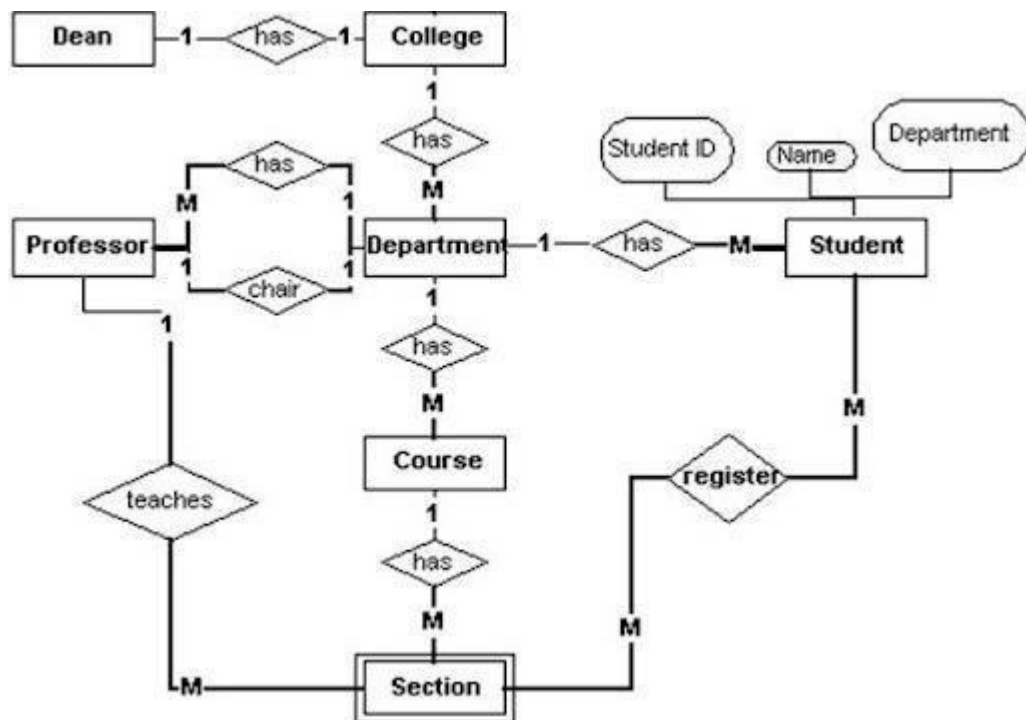 Dean 1 has 1 College
1
has
M
Student ID
Name
Department
has
M
1
Professor
Department 1 has M Student
1
chair
1
1
1
has
M
M
Course
register
teaches
1
has
M
M
M
Section